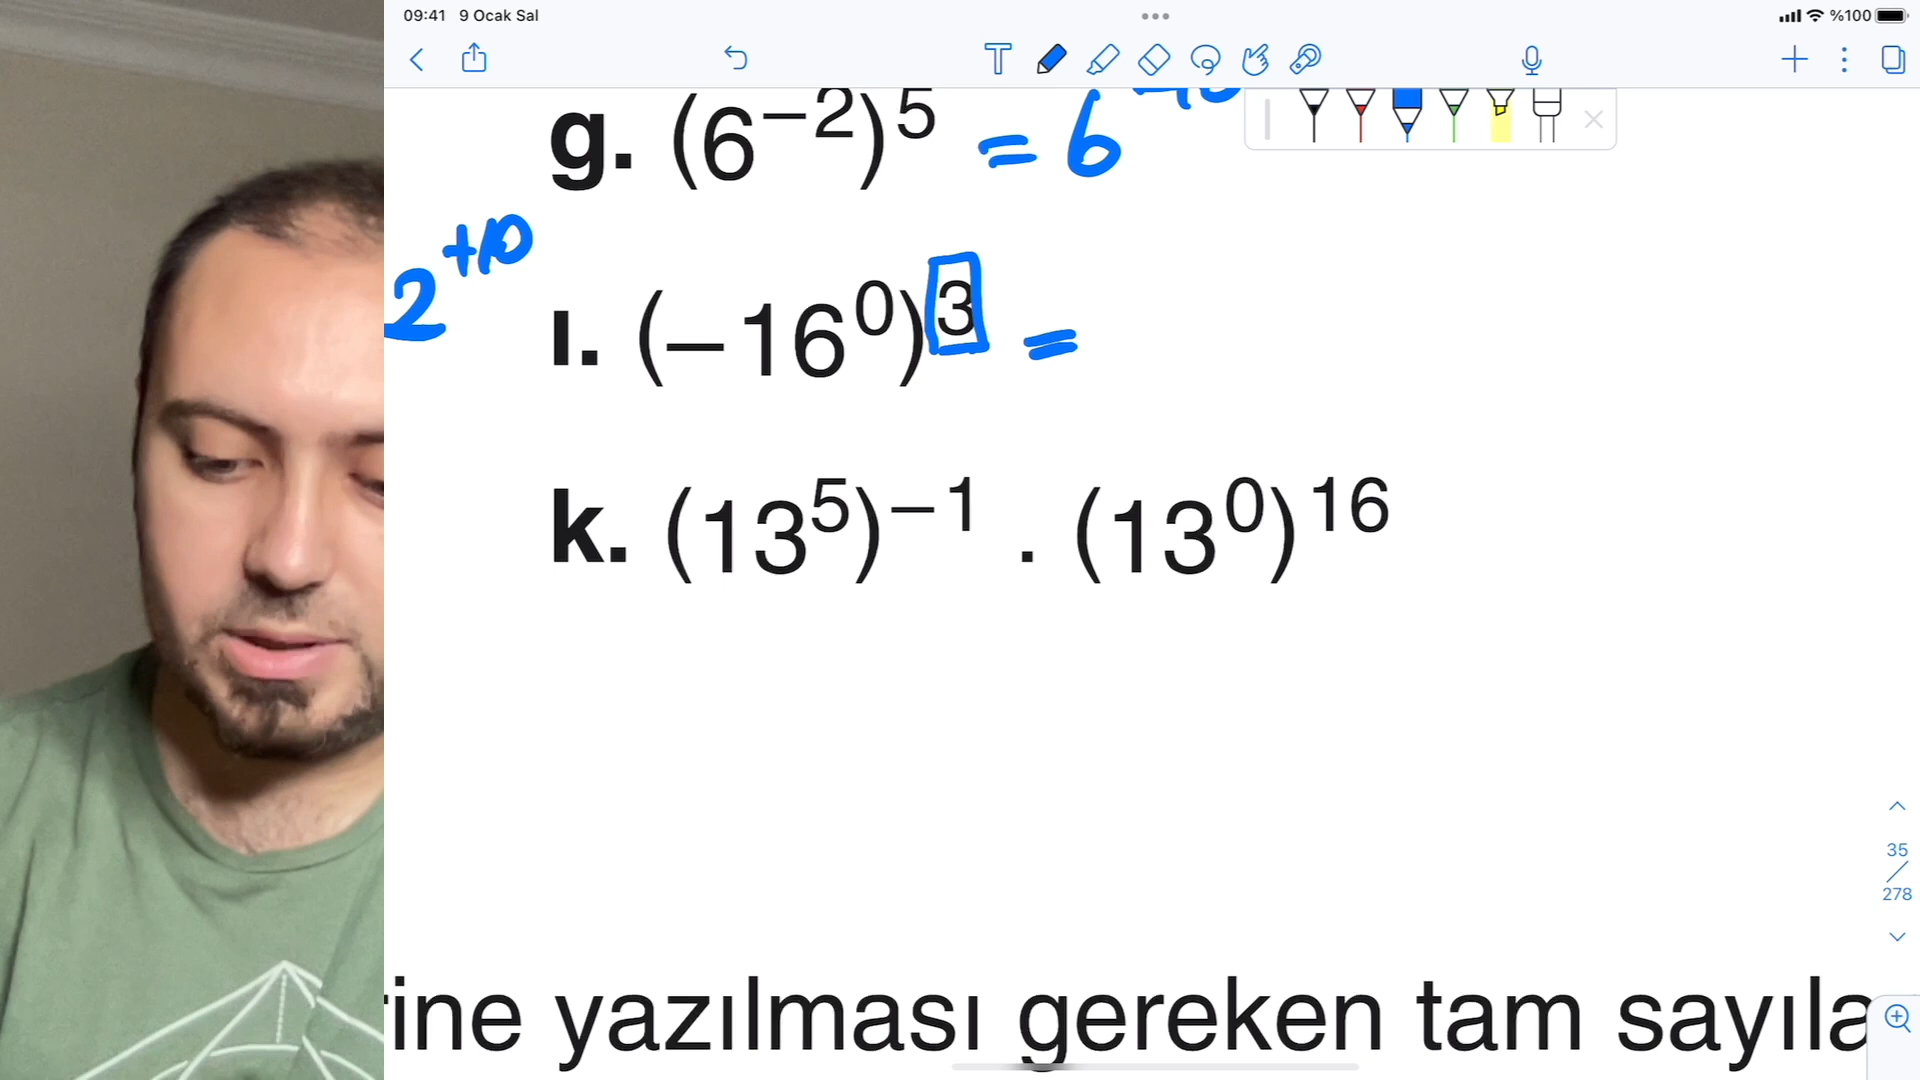 09:41 9 Ocak Sal
%100
g. (6⁻²)⁵ = 6
2⁺¹⁰
ı. (–16⁰)³ =
k. (13⁵)⁻¹ . (13⁰)¹⁶
35
/
278
rine yazılması gereken tam sayıla